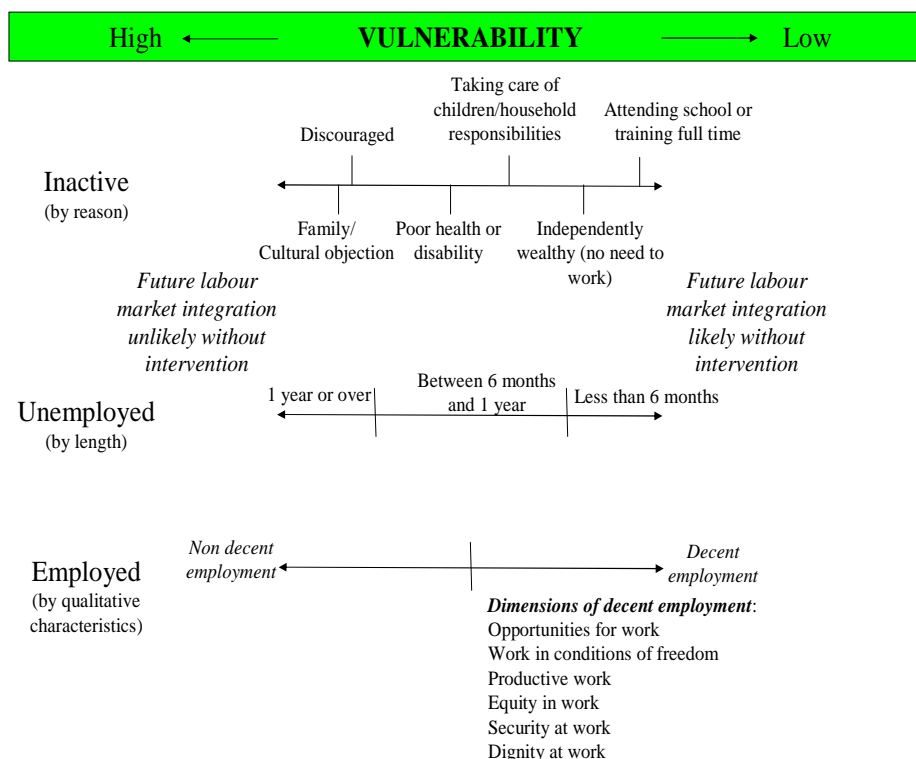 High VULNERABILITY Low
Taking care of
children/household
responsibilities
Attending school or
training full time
Discouraged
Inactive
(by reason)
Family/
Cultural objection
Poor health or
disability
Independently
wealthy (no need to
work)
Future labour
market integration
unlikely without
intervention
Future labour
market integration
likely without
intervention
1 year or over
Between 6 months
and 1 year
Less than 6 months
Unemployed
(by length)
Non decent
employment
Decent
employment
Employed
(by qualitative
characteristics)
Dimensions of decent employment:
Opportunities for work
Work in conditions of freedom
Productive work
Equity in work
Security at work
Dignity at work